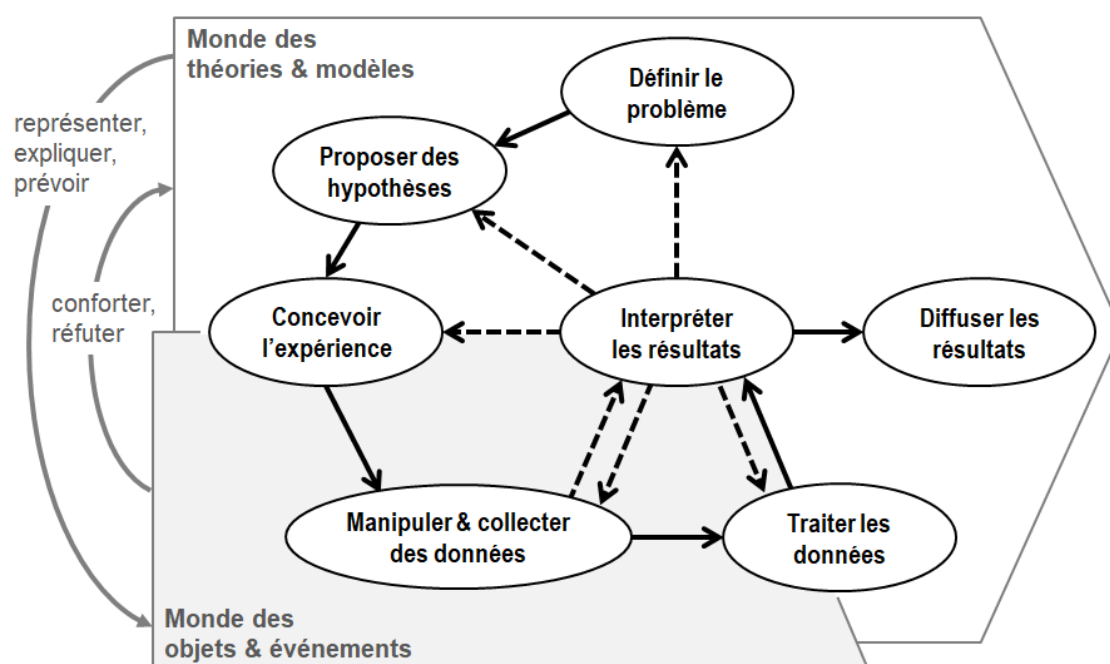 Monde des
théories & modèles
Définir le
problème
représenter,
expliquer,
prévoir
Proposer des
hypothèses
conforter,
réfuter
Concevoir
l'expérience
Interpréter
les résultats
Diffuser les
résultats
Manipuler & collecter
des données
Traiter les
données
Monde des
objets & événements